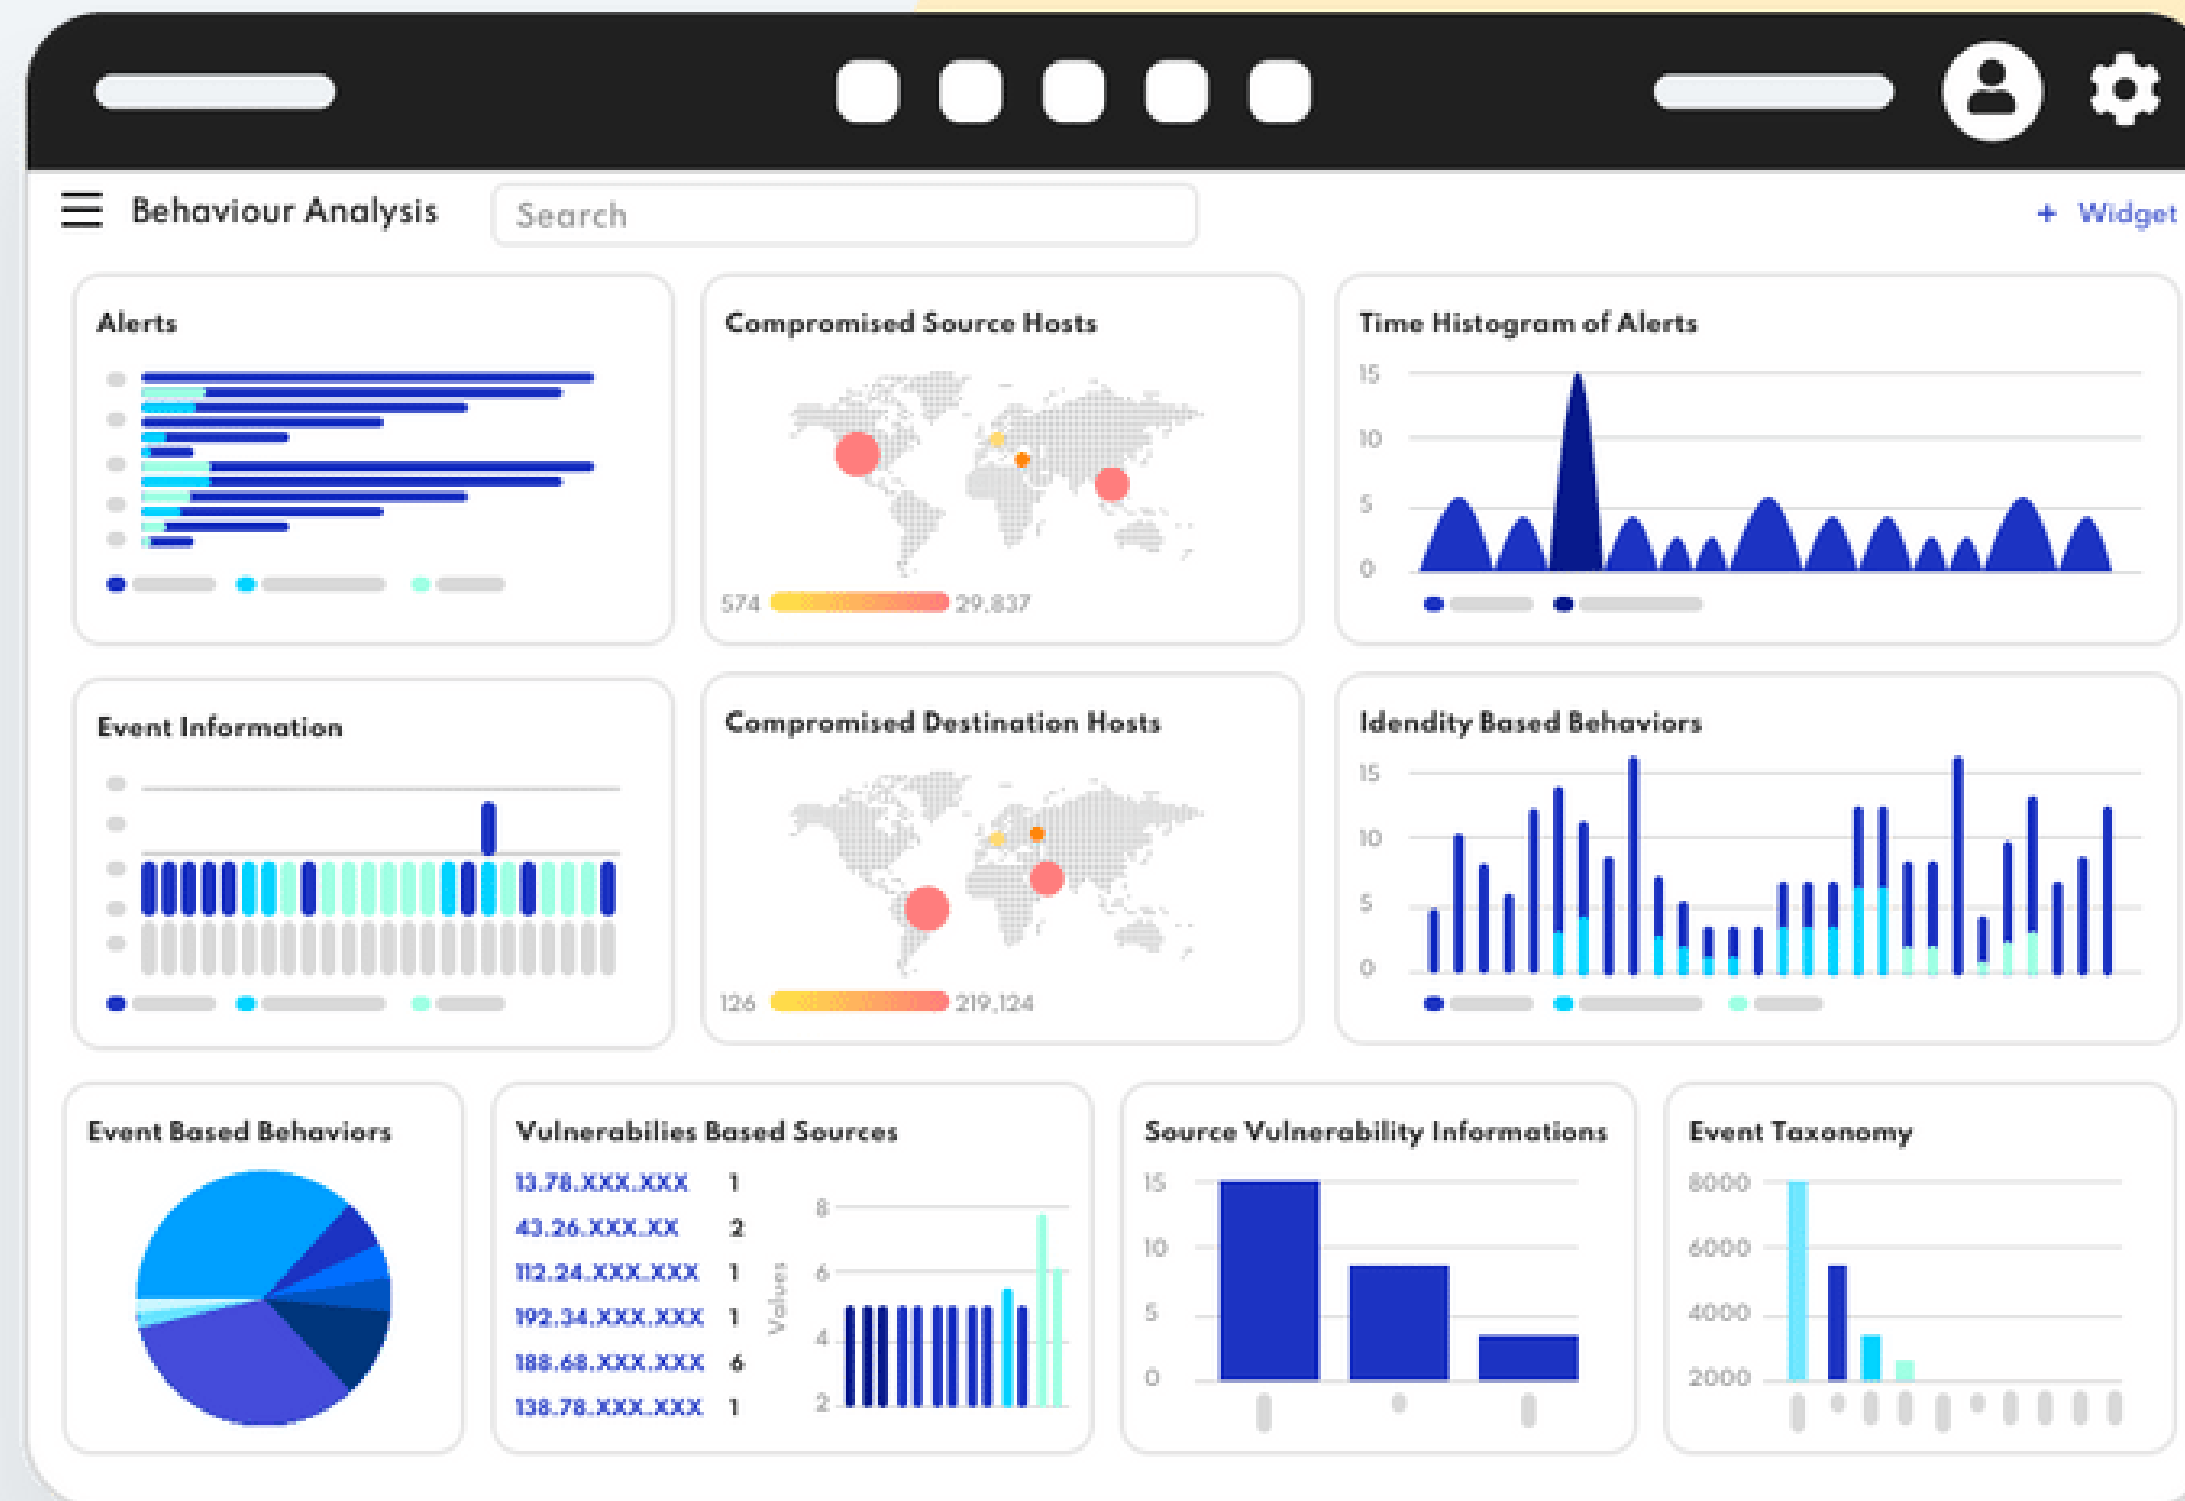 Behaviour Analysis
Search
+ Widget
Alerts
Compromised Source Hosts
574
29.837
Time Histogram of Alerts
15
10
5
0
Event Information
Compromised Destination Hosts
126
219,124
Idendity Based Behaviors
15
10
5
0
Event Based Behaviors
Vulnerabilies Based Sources
13.78.XXX.XXX 1
43.26.XXX.XX 2
112.24.XXX.XXX 1
192.34.XXX.XXX 1
188.68.XXX.XXX 6
138.78.XXX.XXX 1
Values
8
6
4
2
Source Vulnerability Informations
15
10
5
0
Event Taxonomy
8000
6000
4000
2000